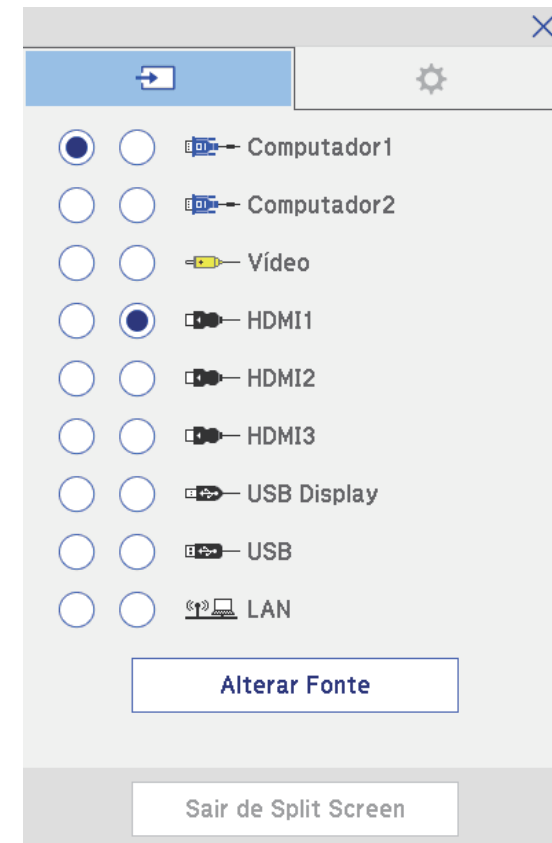 Computador1
Computador2
Vídeo
HDMI1
HDMI2
HDMI3
USB Display
USB
LAN
Alterar Fonte
Sair de Split Screen